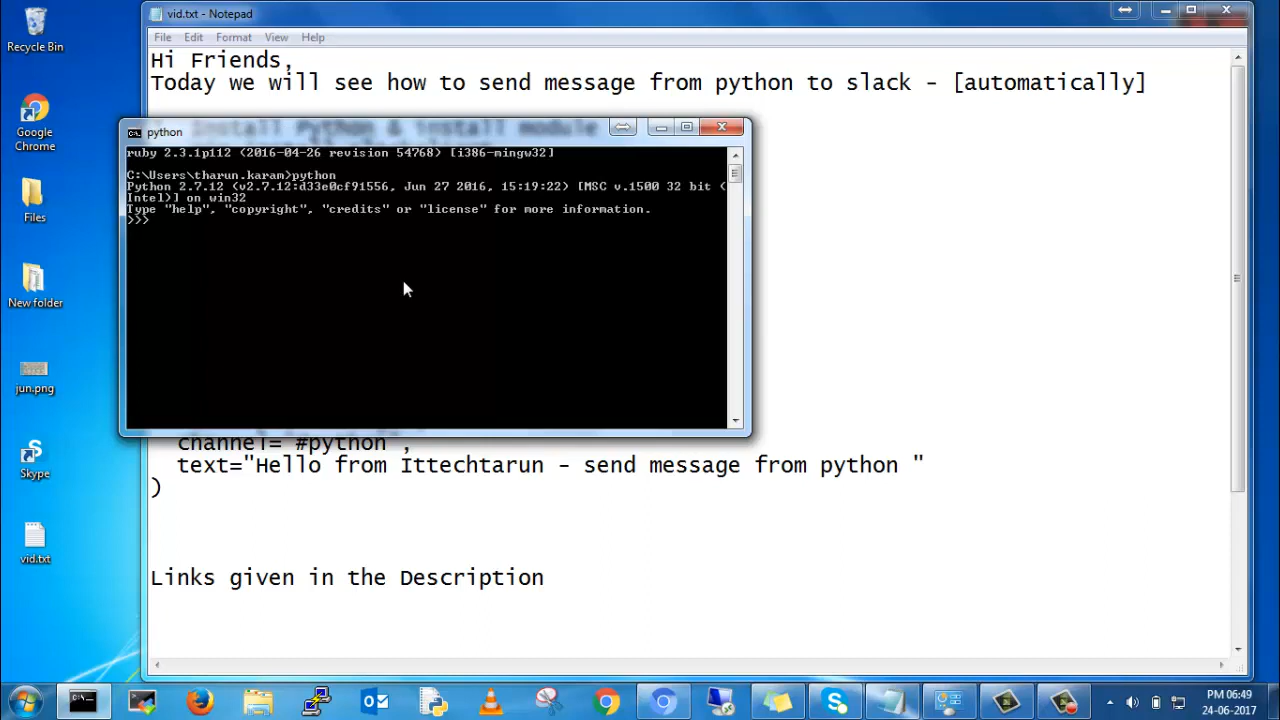 Recycle Bin
Google
Chrome
Files
New folder
jun.png
Skype
vid.txt
vid.txt - Notepad
File Edit Format View Help
Hi Friends,
Today we will see how to send message from python to slack - [automatically]
python
ruby 2.3.1p112 (2016-04-26 revision 54768) [i386-mingw32]
C:\Users\tharun.karam>python
Python 2.7.12 (v2.7.12:d33e0cf91556, Jun 27 2016, 15:19:22) [MSC v.1500 32 bit (
Intel)] on win32
Type "help", "copyright", "credits" or "license" for more information.
>>>
channel="#python",
text="Hello from Ittechtarun - send message from python "
)
Links given in the Description
PM 06:49
24-06-2017